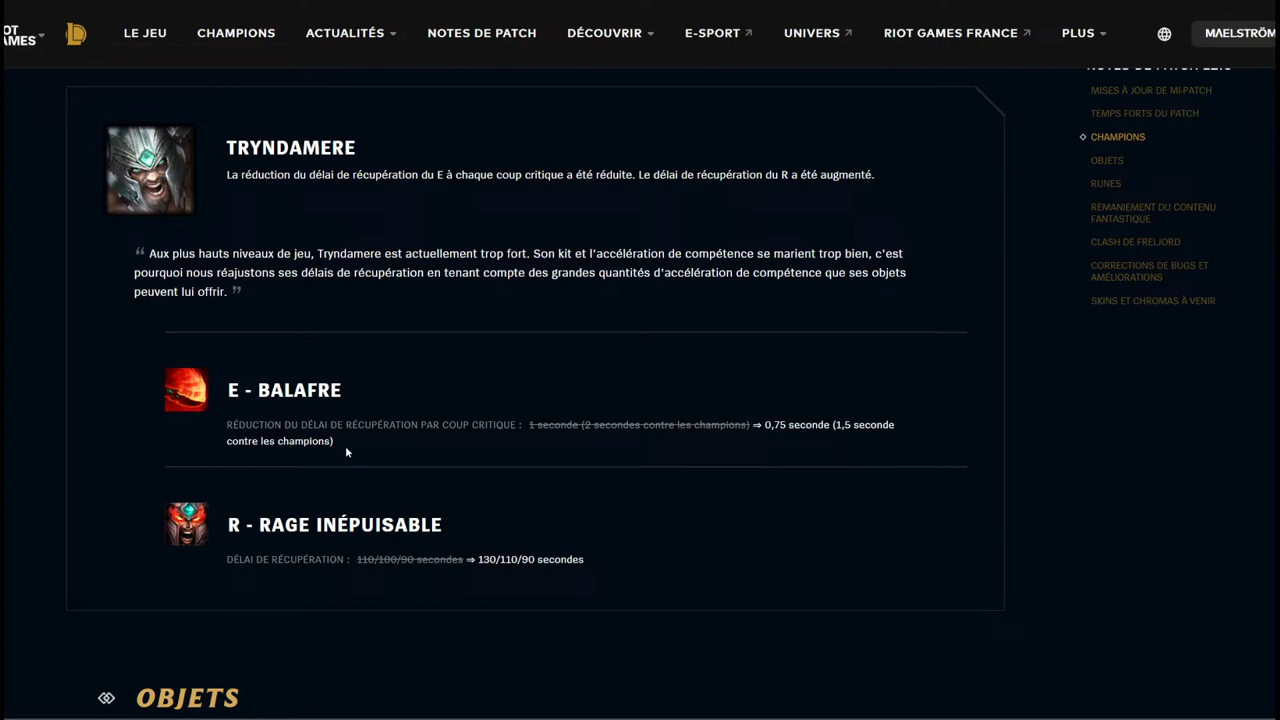 OT
AMES
LE JEU
CHAMPIONS
ACTUALITÉS
NOTES DE PATCH
DÉCOUVRIR
E-SPORT
UNIVERS
RIOT GAMES FRANCE
PLUS
MAELSTRÖM
TRYNDAMERE
La réduction du délai de récupération du E à chaque coup critique a été réduite. Le délai de récupération du R a été augmenté.
Aux plus hauts niveaux de jeu, Tryndamere est actuellement trop fort. Son kit et l'accélération de compétence se marient trop bien, c'est
pourquoi nous réajustons ses délais de récupération en tenant compte des grandes quantités d'accélération de compétence que ses objets
peuvent lui offrir.
E - BALAFRE
RÉDUCTION DU DÉLAI DE RÉCUPÉRATION PAR COUP CRITIQUE : 1 seconde (2 secondes contre les champions) ⇒ 0,75 seconde (1,5 seconde
contre les champions)
R - RAGE INÉPUISABLE
DÉLAI DE RÉCUPÉRATION : 110/100/90 secondes ⇒ 130/110/90 secondes
OBJETS
MISES À JOUR DE MI-PATCH
TEMPS FORTS DU PATCH
CHAMPIONS
OBJETS
RUNES
REMANIEMENT DU CONTENU
FANTASTIQUE
CLASH DE FRELJORD
CORRECTIONS DE BUGS ET
AMÉLIORATIONS
SKINS ET CHROMAS À VENIR